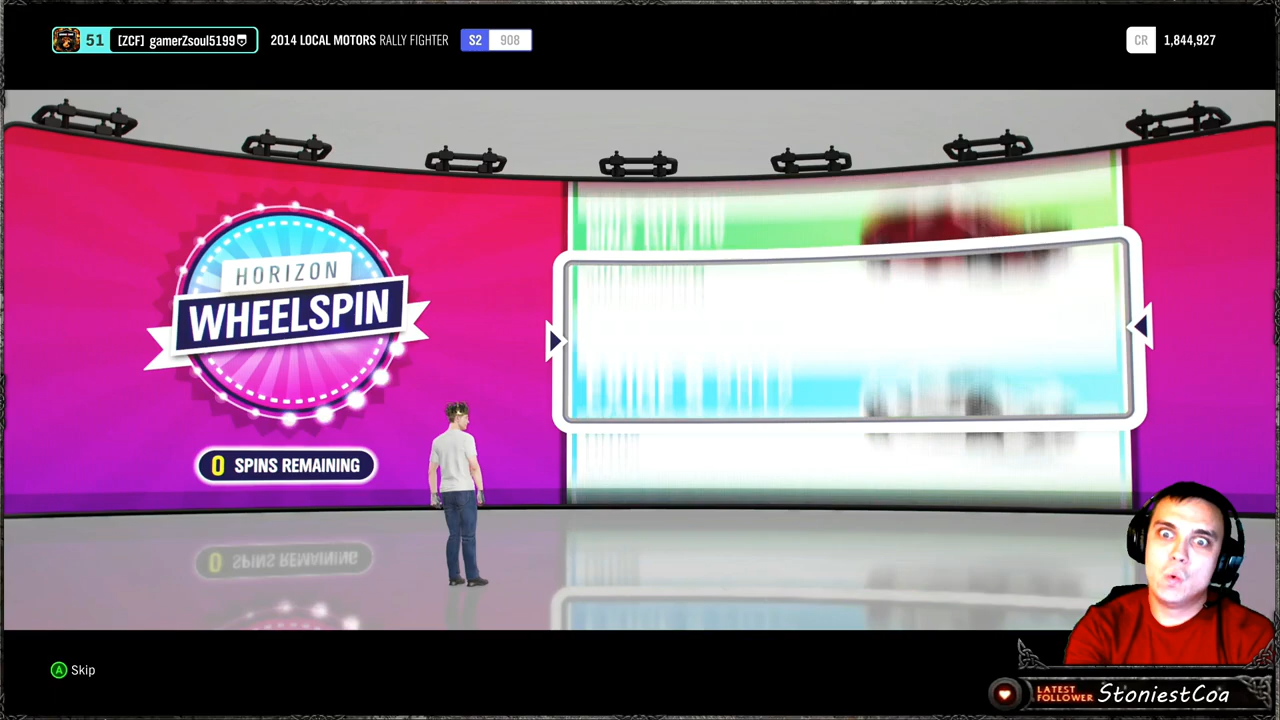 51 [ZCF] gamerZsoul5199 2014 LOCAL MOTORS RALLY FIGHTER S2 908 CR 1,844,927
HORIZON
WHEELSPIN
0 SPINS REMAINING
0 SPINS REMAINING
A Skip
LATEST
FOLLOWER StoniestCoa